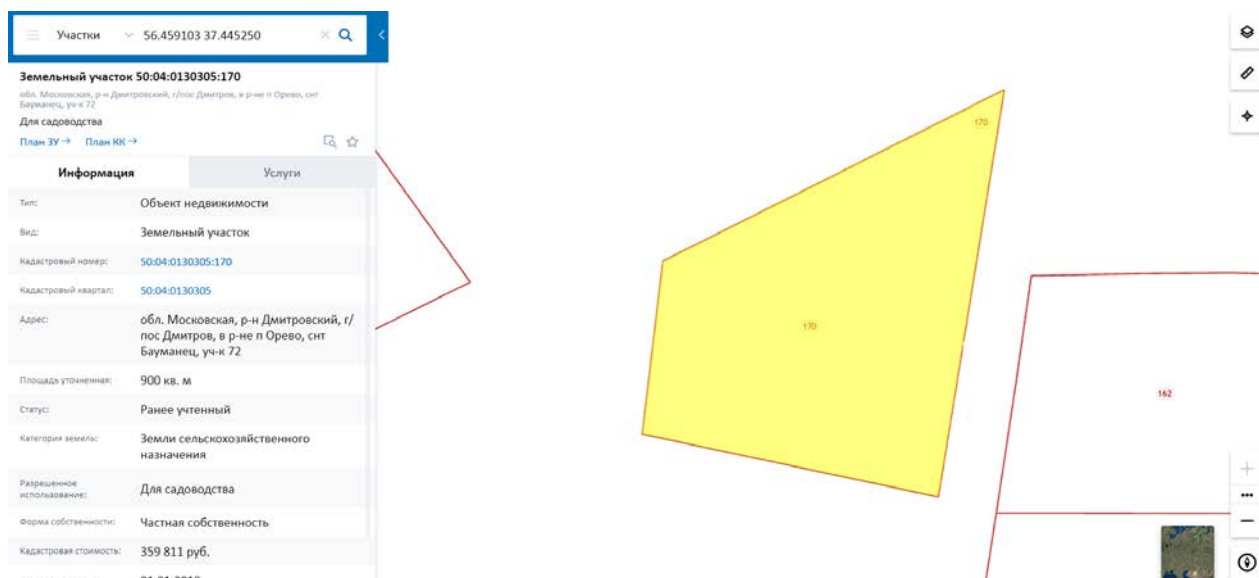 Участки 56.459103 37.445250
Земельный участок 50:04:0130305:170
обл. Московская, р-н Дмитровский, г/пос Дмитров, в р-не п Орево, снт
Бауманец, уч-к 72
Для садоводства
План ЗУ → План КК →
Информация Услуги
Тип: Объект недвижимости
Вид: Земельный участок
Кадастровый номер: 50:04:0130305:170
Кадастровый квартал: 50:04:0130305
Адрес: обл. Московская, р-н Дмитровский, г/
пос Дмитров, в р-не п Орево, снт
Бауманец, уч-к 72
Площадь уточненная: 900 кв. м
Статус: Ранее учтенный
Категория земель: Земли сельскохозяйственного
назначения
Разрешенное
использование: Для садоводства
Форма собственности: Частная собственность
Кадастровая стоимость: 359 811 руб.
170
170
162